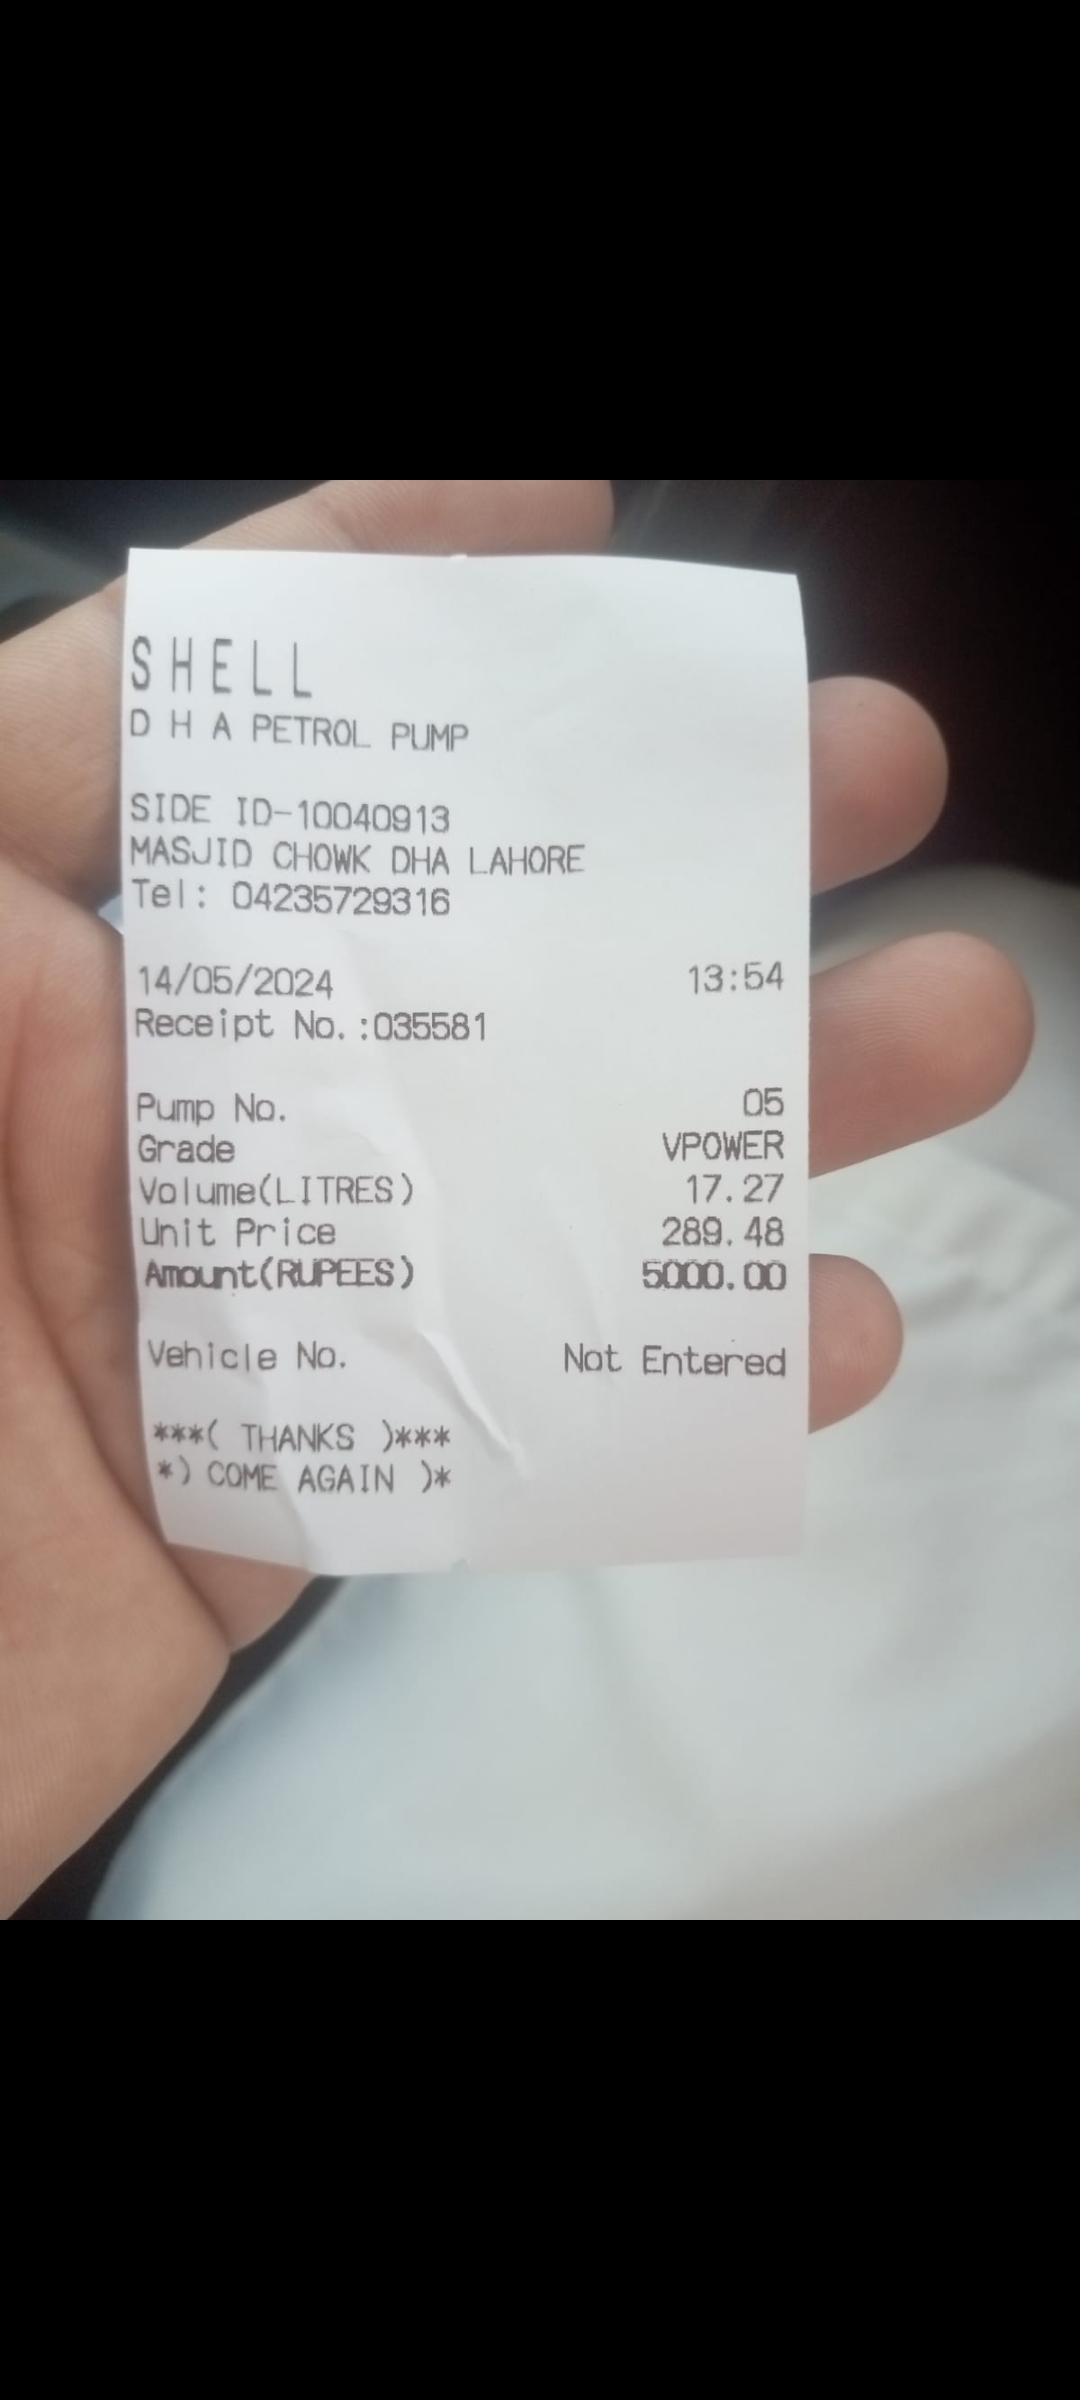 SHELL
D H A PETROL PUMP
SIDE ID-10040913
MASJID CHOWK DHA LAHORE
Tel: 04235729316
14/05/2024 13:54
Receipt No.:035581
Pump No. 05
Grade VPOWER
Volume(LITRES) 17.27
Unit Price 289.48
Amount(RUPEES) 5000.00
Vehicle No. Not Entered
***( THANKS )***
*) COME AGAIN )*